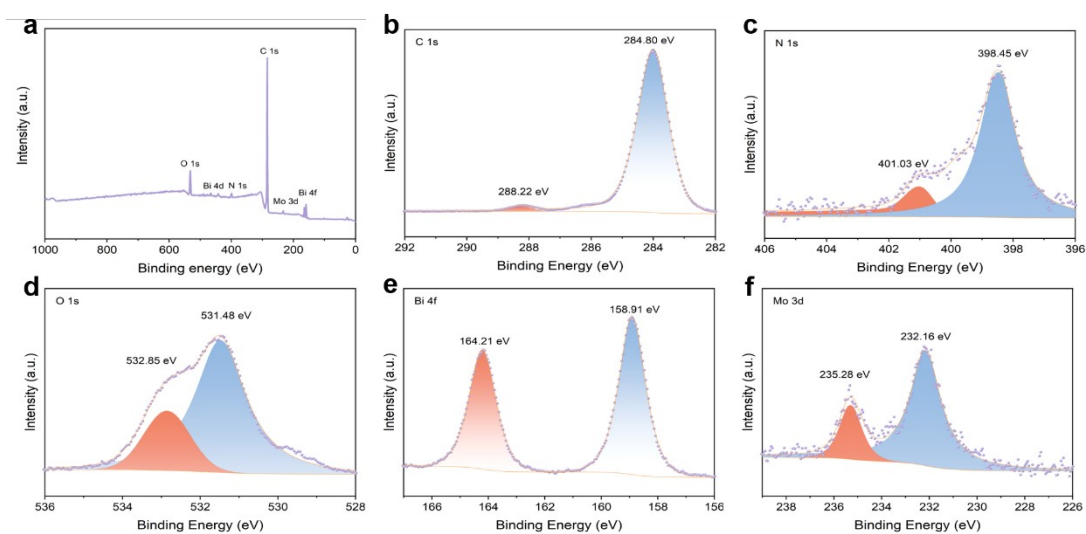 a
Intensity (a.u.)
C 1s
O 1s
Bi 4d
N 1s
Mo 3d
Bi 4f
1000 800 600 400 200 0
Binding energy (eV)
b
Intensity (a.u.)
C 1s
284.80 eV
288.22 eV
292 290 288 286 284 282
Binding Energy (eV)
c
Intensity (a.u.)
N 1s
398.45 eV
401.03 eV
406 404 402 400 398 396
Binding Energy (eV)
d
Intensity (a.u.)
O 1s
531.48 eV
532.85 eV
536 534 532 530 528
Binding Energy (eV)
e
Intensity (a.u.)
Bi 4f
158.91 eV
164.21 eV
166 164 162 160 158 156
Binding Energy (eV)
f
Intensity (a.u.)
Mo 3d
232.16 eV
235.28 eV
238 236 234 232 230 228 226
Binding Energy (eV)